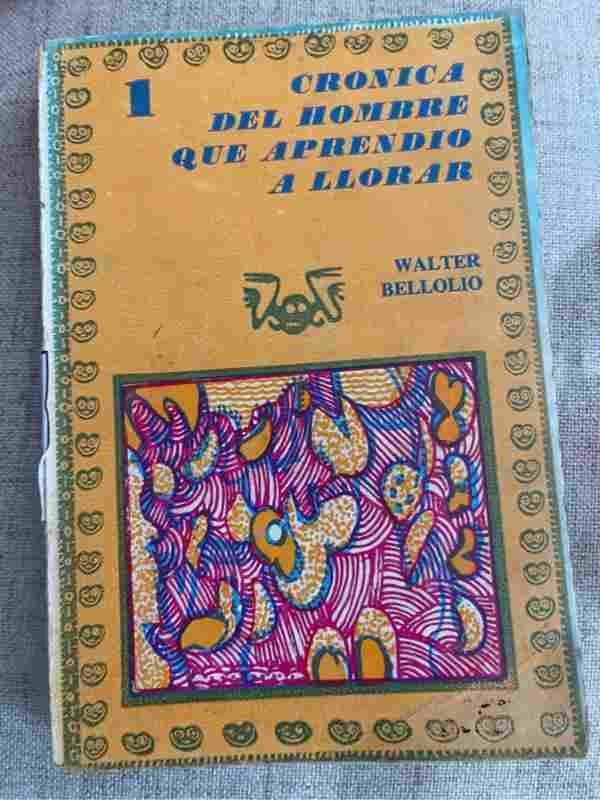 1
CRONICA
DEL HOMBRE
QUE APRENDIO
A LLORAR
WALTER
BELLOLIO